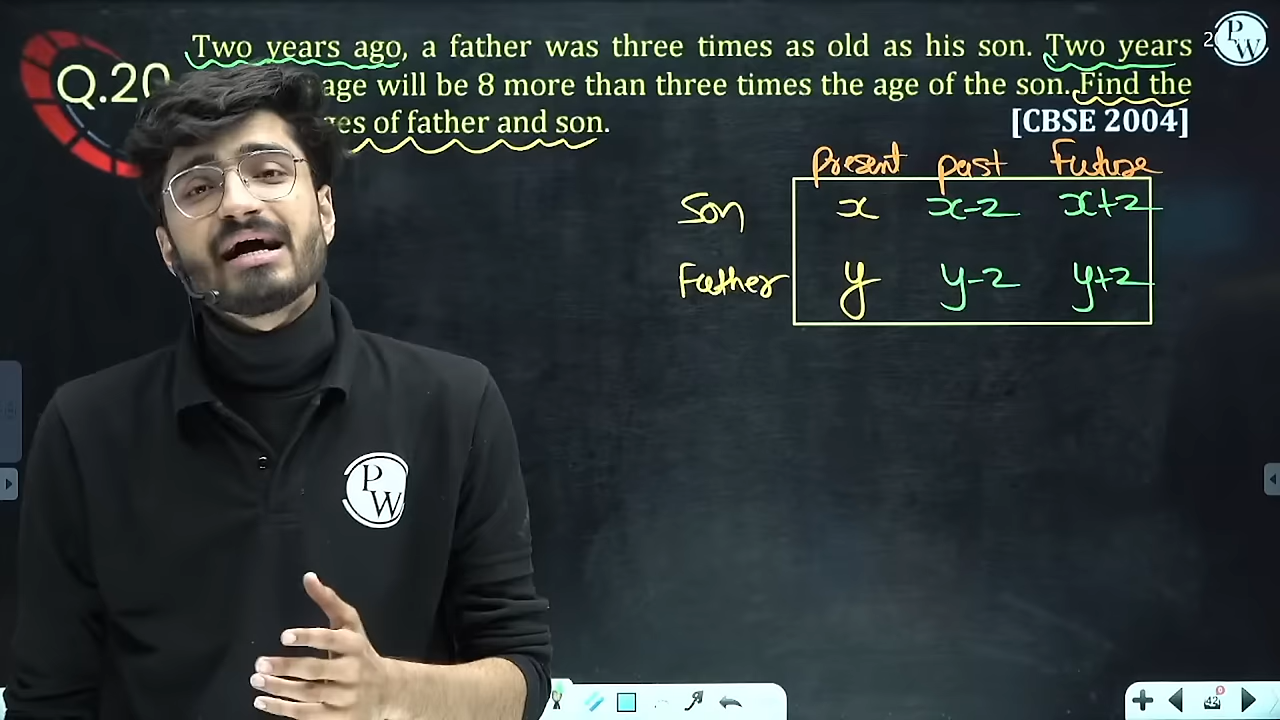 Two years ago, a father was three times as old as his son. Two years
Q.20
age will be 8 more than three times the age of the son. Find the
es of father and son.
[CBSE 2004]
2
P W
present past Future
Son x x-2 x+2
Father y y-2 y+2
P W
42